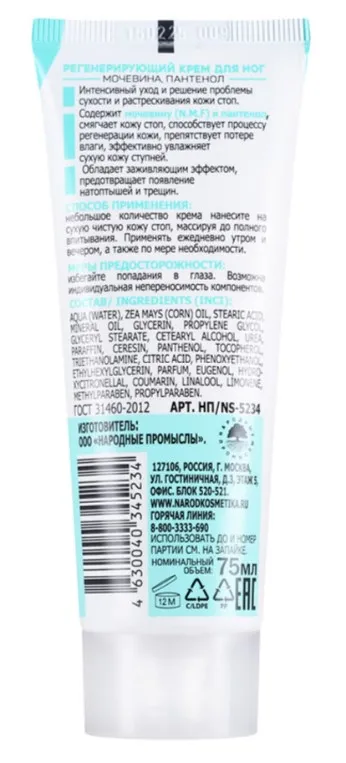 РЕГЕНЕРИРУЮЩИЙ КРЕМ ДЛЯ НОГ
МОЧЕВИНА, ПАНТЕНОЛ
Интенсивный уход и решение проблемы
сухости и растрескивания кожи стоп.
Содержит мочевину (N.M.F) и пантенол,
смягчает кожу стоп, способствует процессу
регенерации кожи, препятствует потере
влаги, эффективно увлажняет
сухую кожу ступней.
Обладает заживляющим эффектом,
предотвращает появление
натоптышей и трещин.
СПОСОБ ПРИМЕНЕНИЯ:
небольшое количество крема нанесите на
сухую чистую кожу стоп, массируя до полного
впитывания. Применять ежедневно утром и
вечером, а также по мере необходимости.
МЕРЫ ПРЕДОСТОРОЖНОСТИ:
избегайте попадания в глаза. Возможна
индивидуальная непереносимость компонентов.
СОСТАВ/ INGREDIENTS (INCI):
AQUA (WATER), ZEA MAYS (CORN) OIL, STEARIC ACID,
MINERAL OIL, GLYCERIN, PROPYLENE GLYCOL,
GLYCERYL STEARATE, CETEARYL ALCOHOL, UREA,
PARAFFIN, CERESIN, PANTHENOL, TOCOPHEROL,
TRIETHANOLAMINE, CITRIC ACID, PHENOXYETHANOL,
ETHYLHEXYLGLYCERIN, PARFUM, EUGENOL, HYDRO-
XYCITRONELLAL, COUMARIN, LINALOOL, LIMONENE,
METHYLPARABEN, PROPYLPARABEN.
ГОСТ 31460-2012 АРТ. НП/NS-5234
ИЗГОТОВИТЕЛЬ:
ООО «НАРОДНЫЕ ПРОМЫСЛЫ».
127106, РОССИЯ, Г. МОСКВА,
УЛ. ГОСТИНИЧНАЯ, Д.3, ЭТАЖ 5,
ОФИС. БЛОК 520-521.
WWW.NARODKOSMETIKA.RU
ГОРЯЧАЯ ЛИНИЯ:
8-800-3333-690
ИСПОЛЬЗОВАТЬ ДО И НОМЕР
ПАРТИИ СМ. НА ЗАПАЙКЕ.
НОМИНАЛЬНЫЙ
ОБЪЕМ: 75МЛ
4 630040 345234
12 M
C/LDPE
PP
EAC